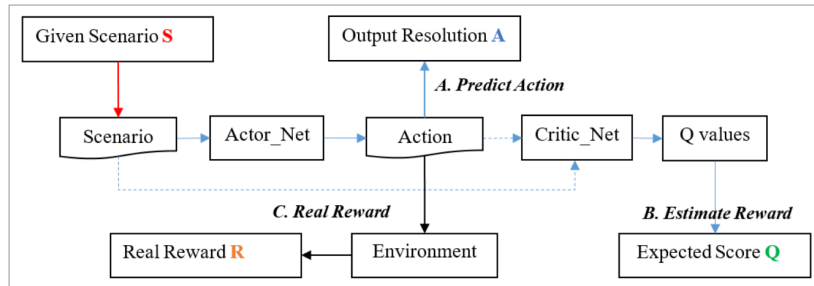 Given Scenario S
Output Resolution A
A. Predict Action
Scenario
Actor_Net
Action
Critic_Net
Q values
C. Real Reward
B. Estimate Reward
Real Reward R
Environment
Expected Score Q